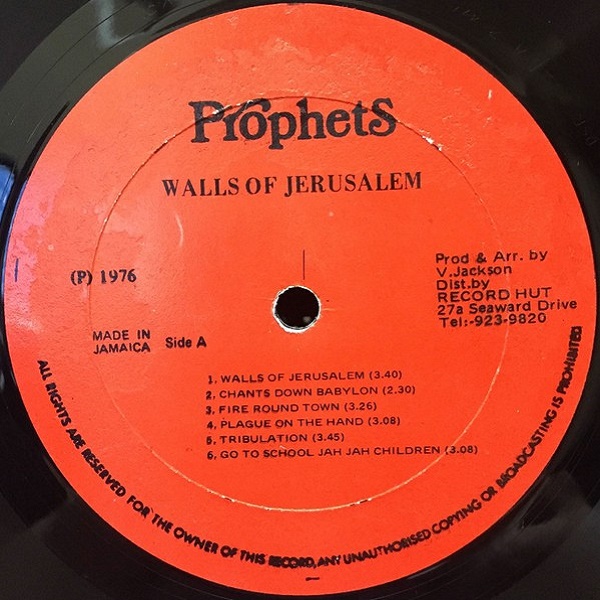 Prophets
WALLS OF JERUSALEM
(P) 1976
Prod & Arr. by
V.Jackson
Dist.by
RECORD HUT
27a Seaward Drive
Tel:-923-9820
MADE IN
JAMAICA
Side A
1. WALLS OF JERUSALEM (3.40)
2. CHANTS DOWN BABYLON (2.30)
3. FIRE ROUND TOWN (3.26)
4. PLAGUE ON THE HAND (3.08)
5. TRIBULATION (3.45)
6. GO TO SCHOOL JAH JAH CHILDREN (3.08)
ALL RIGHTS ARE RESERVED FOR THE OWNER OF THIS RECORD, ANY UNAUTHORISED COPYING OR BROADCASTING IS PROHIBITED